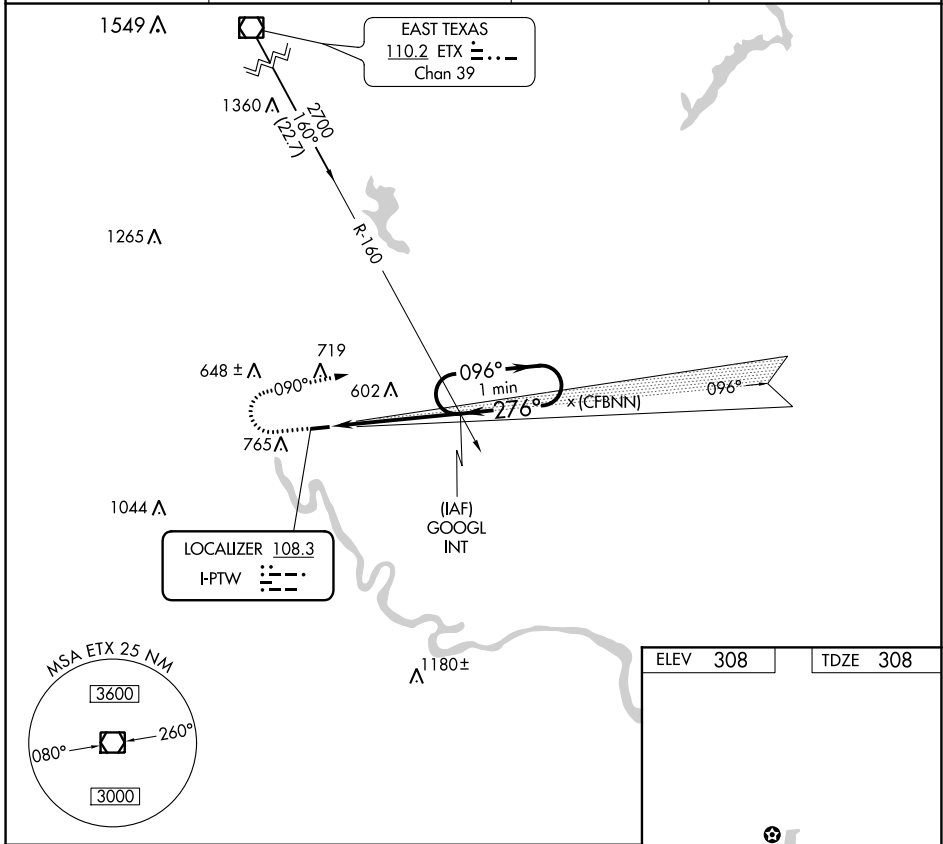 1549
EAST TEXAS
110.2 ETX
Chan 39
1360
2700
160°
(22.7)
R-160
1265
719
648 ±
090°
602
096°
1 min
276°
(CFBNN)
096°
765
1044
(IAF)
GOOGL
INT
LOCALIZER 108.3
I-PTW
1180±
MSA ETX 25 NM
3600
080°
260°
3000
ELEV 308
TDZE 308